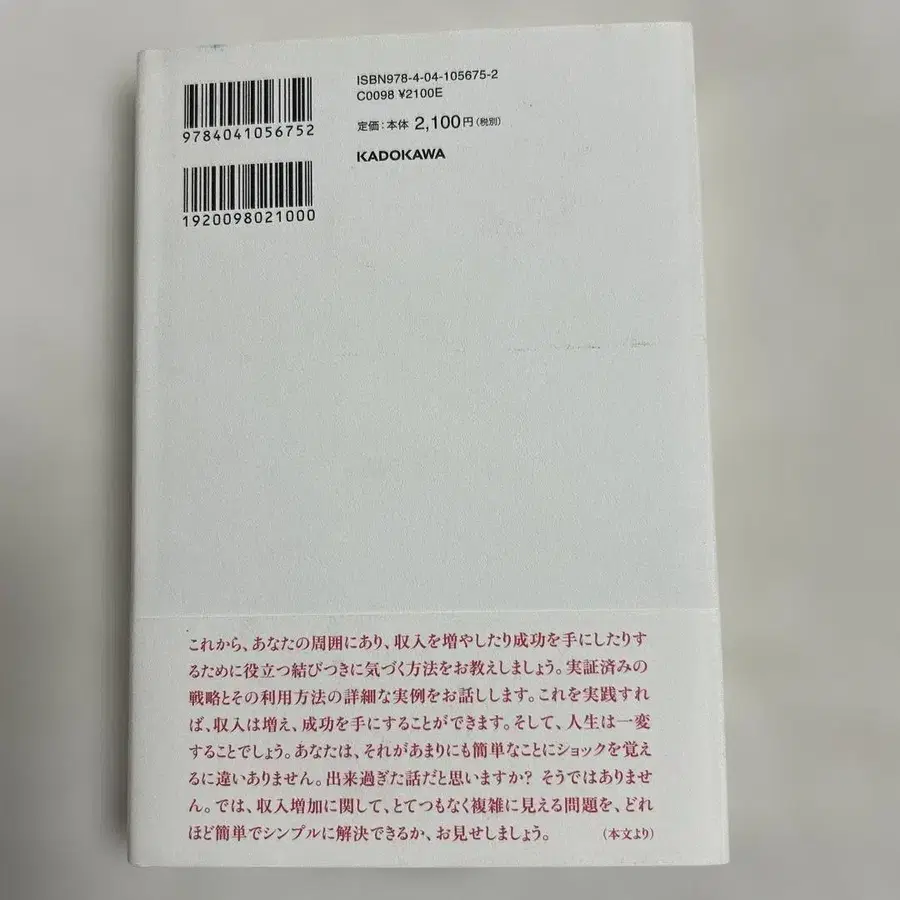 ISBN978-4-04-105675-2
C0098 ¥2100E
定価:本体 2,100円(税別)
KADOKAWA
9784041056752
1920098021000
これから、あなたの周囲にあり、収入を増やしたり成功を手にしたりす
るために役立つ結びつきに気づく方法をお教えしましょう。実証済みの
戦略とその利用方法の詳細な実例をお話しします。これを実践すれ
ば、収入は増え、成功を手にすることができます。そして、人生は一変
することでしょう。あなたは、それがあまりにも簡単なことにショックを覚え
るに違いありません。出来過ぎた話だと思いますか? そうではありませ
ん。では、収入増加に関して、とてつもなく複雑に見える問題を、どれ
ほど簡単でシンプルに解決できるか、お見せしましょう。 (本文より)